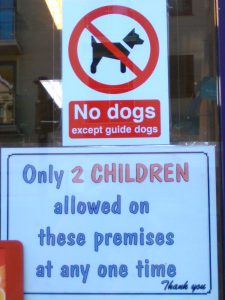 No dogs
except guide dogs
Only 2 CHILDREN
allowed on
these premises
at any one time
Thank you